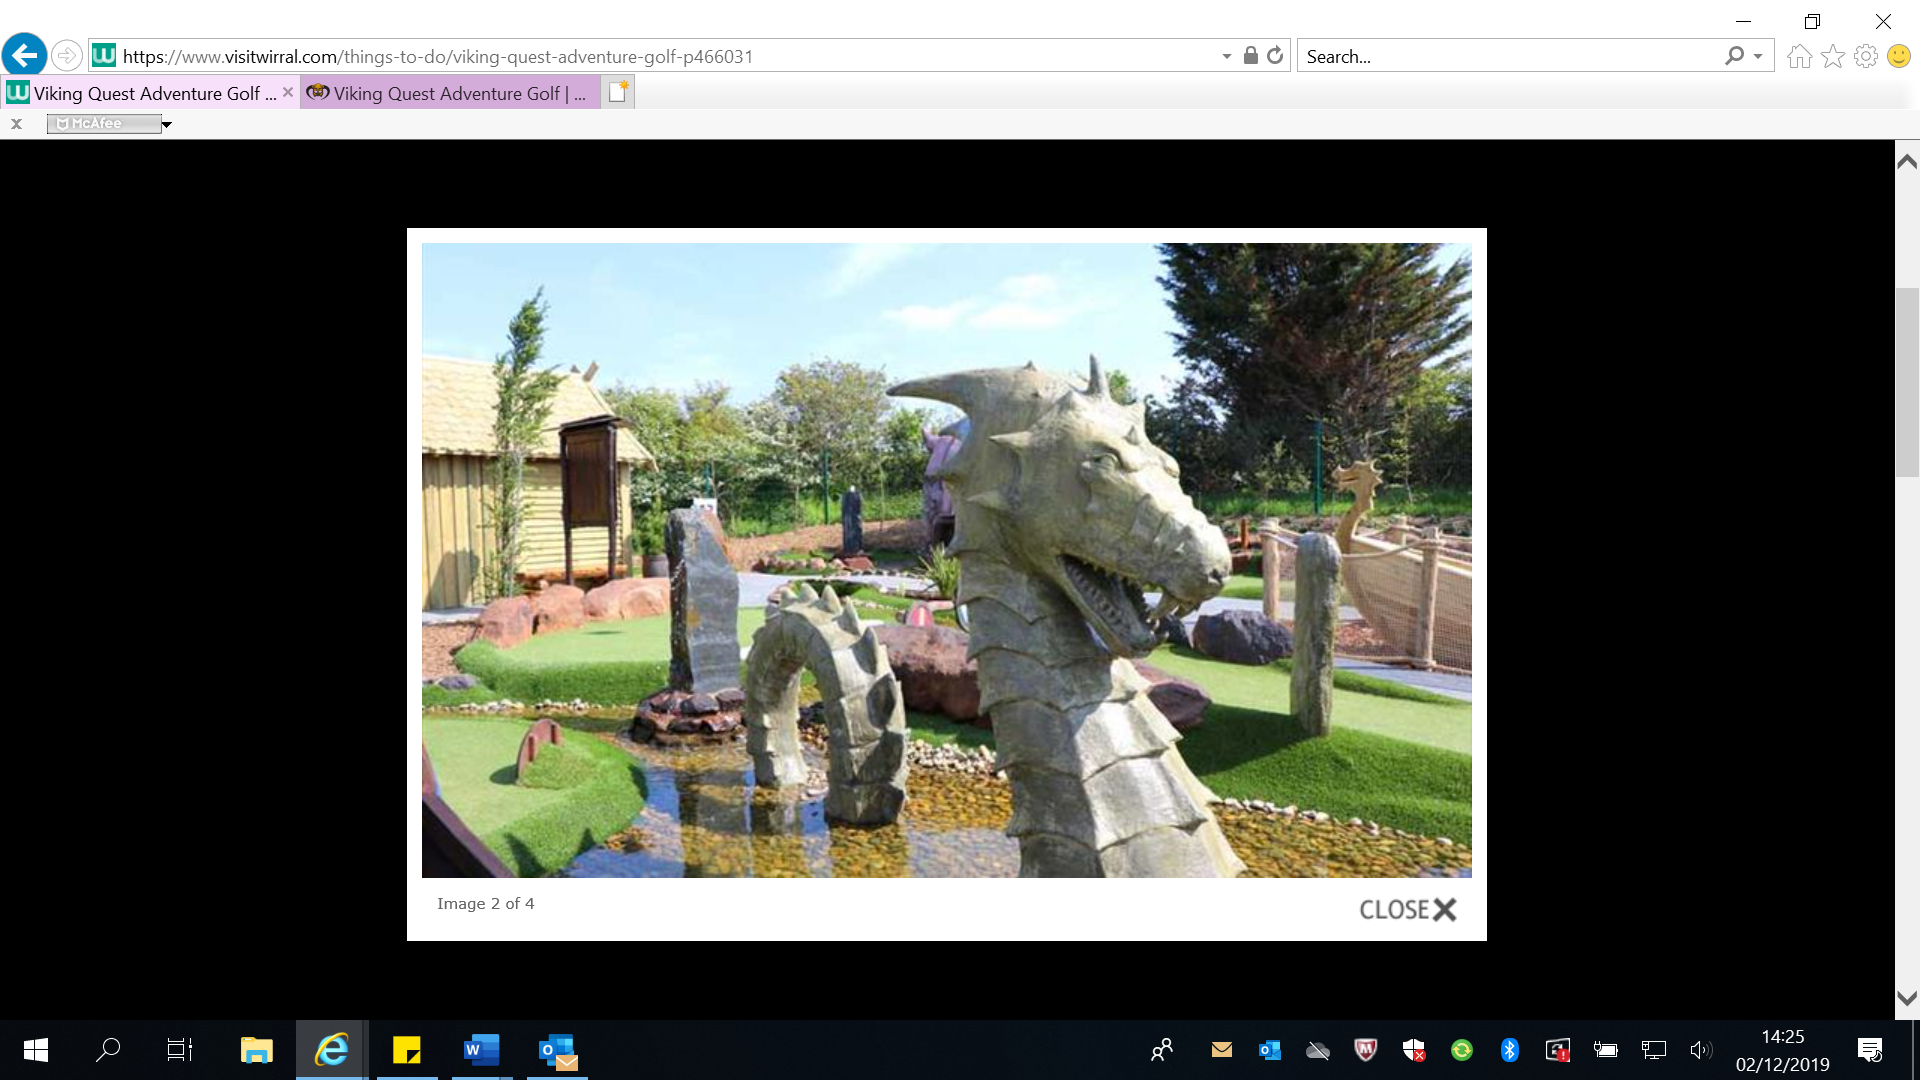 https://www.visitwirral.com/things-to-do/viking-quest-adventure-golf-p466031
Search...
Viking Quest Adventure Golf ...
Viking Quest Adventure Golf | ...
McAfee
Image 2 of 4
CLOSE
14:25
02/12/2019